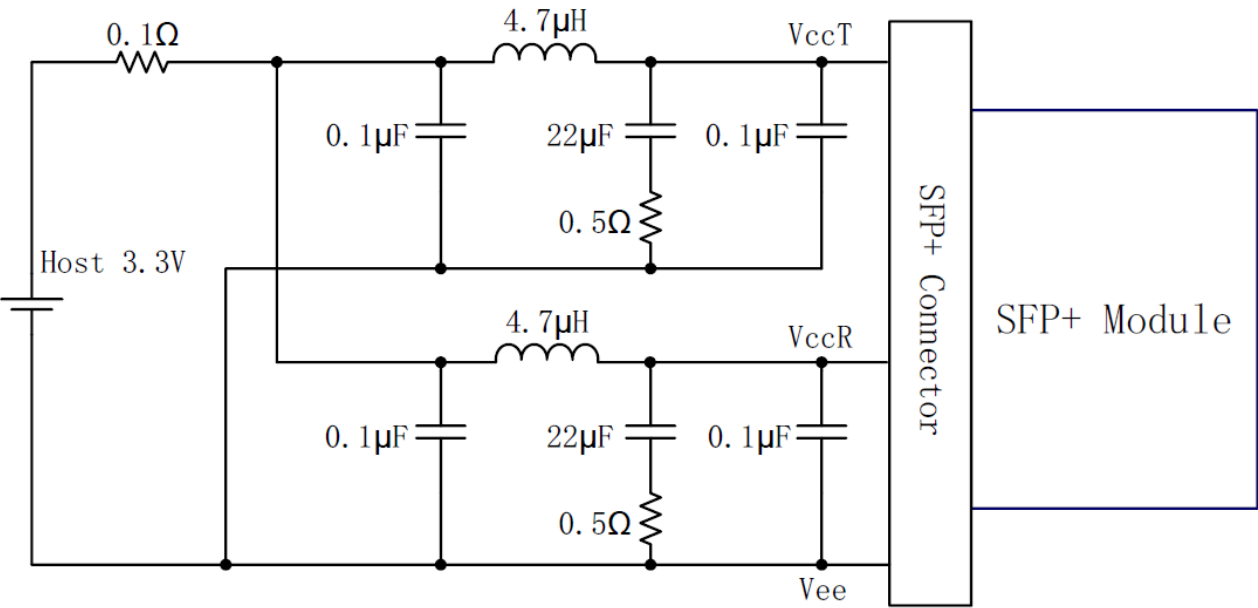 0.1Ω
4.7μH
VccT
0.1μF
22μF
0.1μF
0.5Ω
Host 3.3V
SFP+ Connector
SFP+ Module
4.7μH
VccR
0.1μF
22μF
0.1μF
0.5Ω
Vee